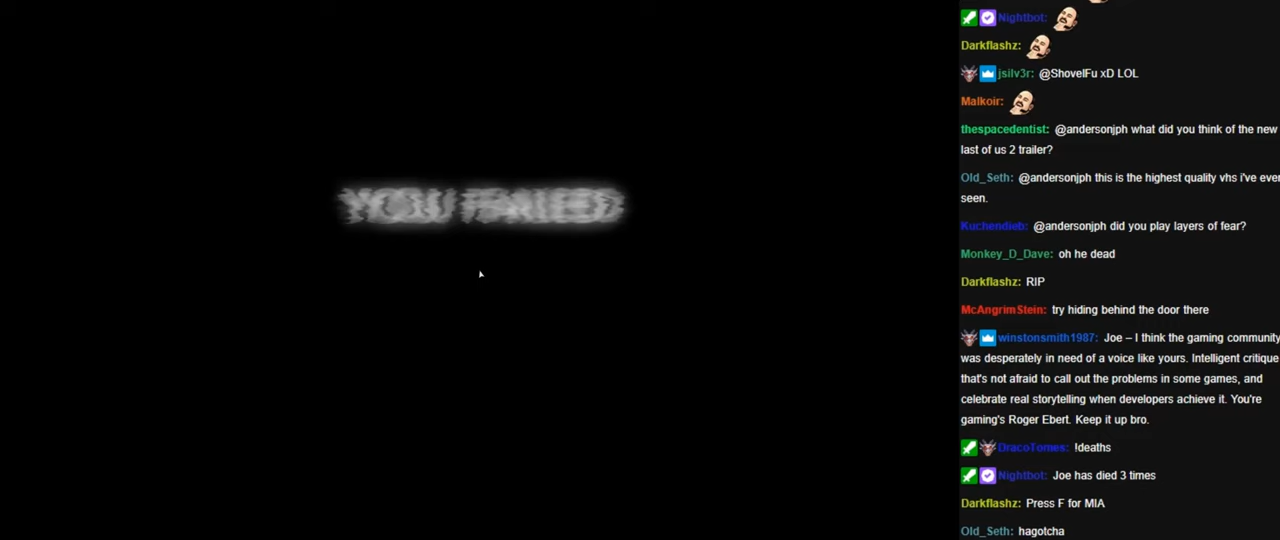 YOU FAILED
Nightbot:
Darkflashz:
jsilv3r: @ShovelFu xD LOL
Malkoir:
thespacedentist: @andersonjph what did you think of the new
last of us 2 trailer?
Old_Seth: @andersonjph this is the highest quality vhs i've ever
seen.
Kuchendieb: @andersonjph did you play layers of fear?
Monkey_D_Dave: oh he dead
Darkflashz: RIP
McAngrimStein: try hiding behind the door there
winstonsmith1987: Joe – I think the gaming community
was desperately in need of a voice like yours. Intelligent critique
that's not afraid to call out the problems in some games, and
celebrate real storytelling when developers achieve it. You're
gaming's Roger Ebert. Keep it up bro.
DracoTomes: !deaths
Nightbot: Joe has died 3 times
Darkflashz: Press F for MIA
Old_Seth: hagotcha